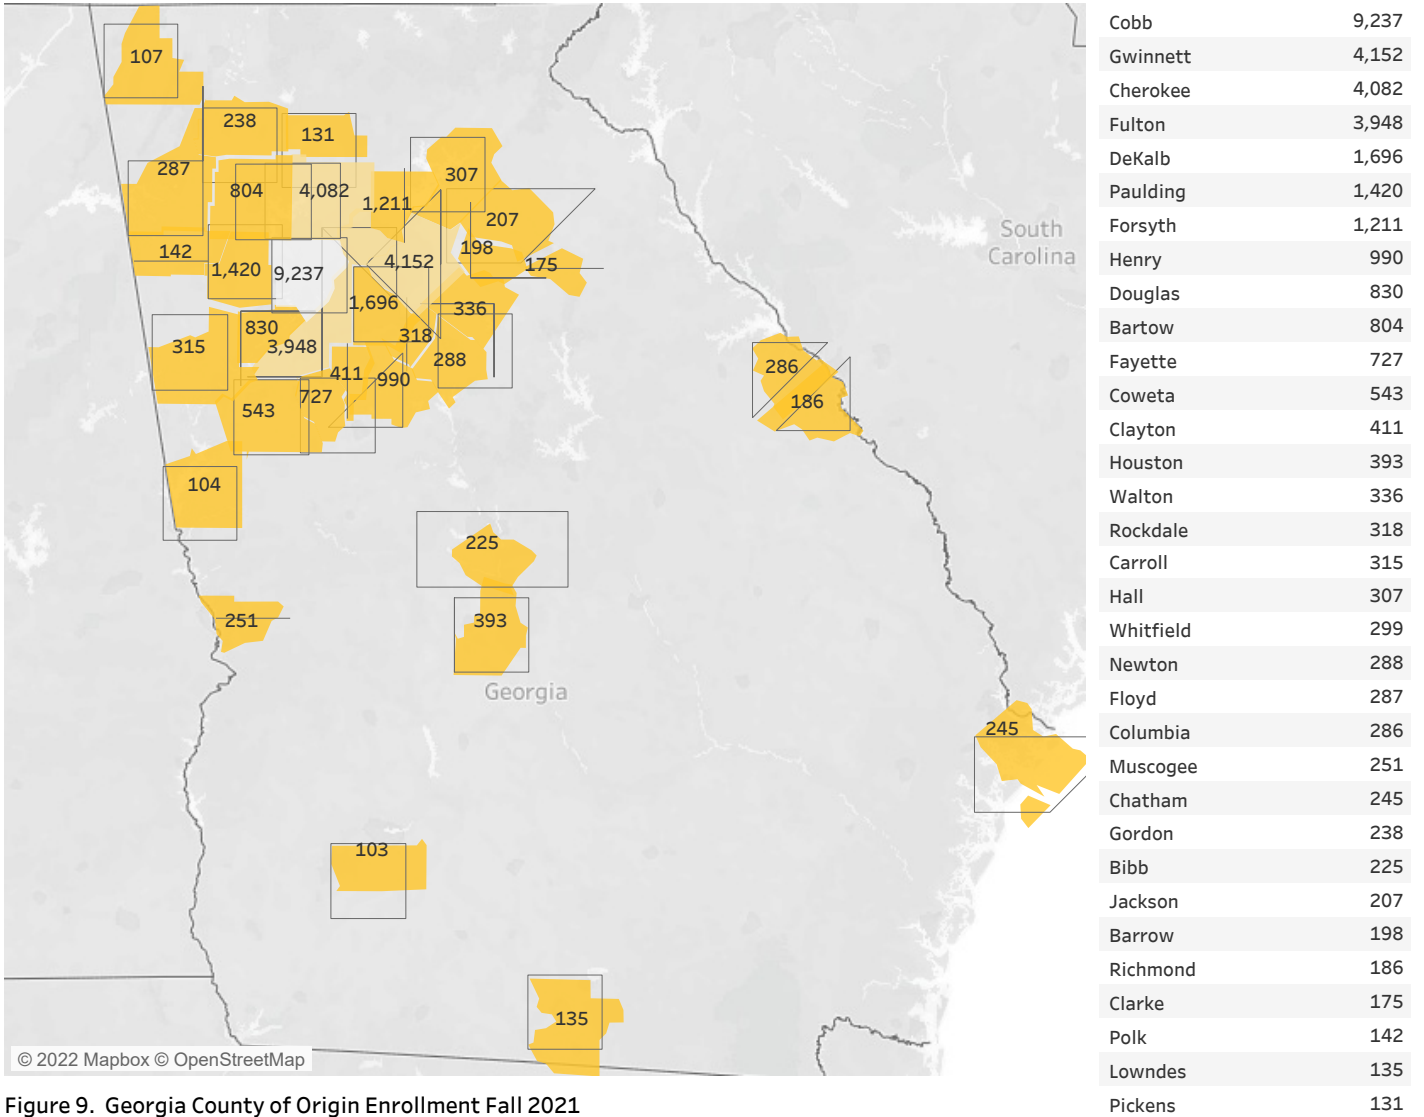 107
238
131
287
804
4,082
307
1,211
207
142
198
175
1,420
9,237
4,152
1,696
336
830
318
315
3,948
288
411
990
727
543
104
286
186
225
251
393
245
103
135
South
Carolina
Georgia
© 2022 Mapbox © OpenStreetMap
Cobb 9,237
Gwinnett 4,152
Cherokee 4,082
Fulton 3,948
DeKalb 1,696
Paulding 1,420
Forsyth 1,211
Henry 990
Douglas 830
Bartow 804
Fayette 727
Coweta 543
Clayton 411
Houston 393
Walton 336
Rockdale 318
Carroll 315
Hall 307
Whitfield 299
Newton 288
Floyd 287
Columbia 286
Muscogee 251
Chatham 245
Gordon 238
Bibb 225
Jackson 207
Barrow 198
Richmond 186
Clarke 175
Polk 142
Lowndes 135
Pickens 131
Figure 9. Georgia County of Origin Enrollment Fall 2021